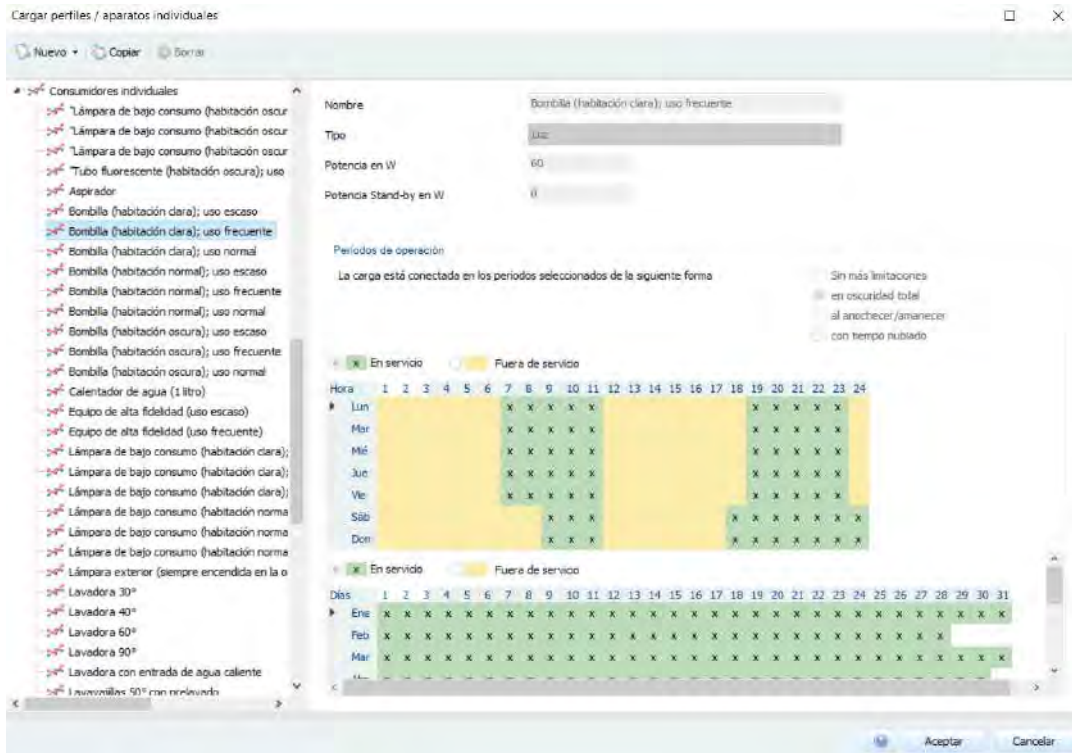 Cargar perfiles / aparatos individuales
Nuevo Copiar Borrar
Consumidores individuales
"Lámpara de bajo consumo (habitación oscur
"Lámpara de bajo consumo (habitación oscur
"Lámpara de bajo consumo (habitación oscur
"Tubo fluorescente (habitación oscura); uso
Aspirador
Bombilla (habitación clara); uso escaso
Bombilla (habitación clara); uso frecuente
Bombilla (habitación clara); uso normal
Bombilla (habitación normal); uso escaso
Bombilla (habitación normal); uso frecuente
Bombilla (habitación normal); uso normal
Bombilla (habitación oscura); uso escaso
Bombilla (habitación oscura); uso frecuente
Bombilla (habitación oscura); uso normal
Calentador de agua (1 litro)
Equipo de alta fidelidad (uso escaso)
Equipo de alta fidelidad (uso frecuente)
Lámpara de bajo consumo (habitación clara);
Lámpara de bajo consumo (habitación clara);
Lámpara de bajo consumo (habitación clara);
Lámpara de bajo consumo (habitación norma
Lámpara de bajo consumo (habitación norma
Lámpara de bajo consumo (habitación norma
Lámpara exterior (siempre encendida en la o
Lavadora 30°
Lavadora 40°
Lavadora 60°
Lavadora 90°
Lavadora con entrada de agua caliente
Lavavajillas 50° con prelavado
Nombre Bombilla (habitación clara); uso frecuente
Tipo Luz
Potencia en W 60
Potencia Stand-by en W 0
Períodos de operación
La carga está conectada en los periodos seleccionados de la siguiente forma
Sin más limitaciones
en oscuridad total
al anochecer/amanecer
con tiempo nublado
x En servicio Fuera de servicio
Hora 1 2 3 4 5 6 7 8 9 10 11 12 13 14 15 16 17 18 19 20 21 22 23 24
Lun x x x x x x x x x x
Mar x x x x x x x x x x
Mié x x x x x x x x x x
Jue x x x x x x x x x x
Vie x x x x x x x x x x
Sáb x x x x x x x x x x
Dom x x x x x x x x x x
x En servicio Fuera de servicio
Días 1 2 3 4 5 6 7 8 9 10 11 12 13 14 15 16 17 18 19 20 21 22 23 24 25 26 27 28 29 30 31
Ene x x x x x x x x x x x x x x x x x x x x x x x x x x x x x x x
Feb x x x x x x x x x x x x x x x x x x x x x x x x x x x x
Mar x x x x x x x x x x x x x x x x x x x x x x x x x x x x x x x
Aceptar Cancelar